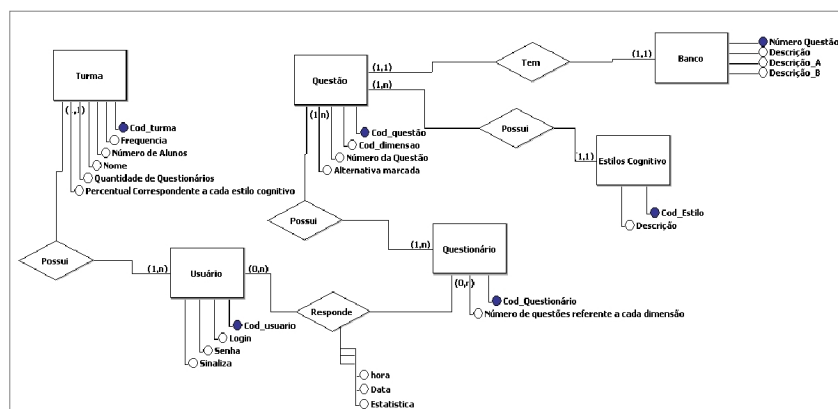 Turma
(1,1)
Cod_turma
Frequencia
Número de Alunos
Nome
Quantidade de Questionários
Percentual Correspondente a cada estilo cognitivo
Possui
(1,n)
Usuário
(0,n)
Cod_usuario
Login
Senha
Sinaliza
Responde
hora
Data
Estatistica
Questão
(1,1)
(1,n)
(1,n)
Cod_questão
Cod_dimensao
Número da Questão
Alternativa marcada
Tem
(1,1)
Banco
Número Questão
Descrição
Descrição_A
Descrição_B
Possui
(1,1)
Estilos Cognitivo
Cod_Estilo
Descrição
Possui
(1,n)
Questionário
(0,n)
Cod_Questionário
Número de questões referente a cada dimensão